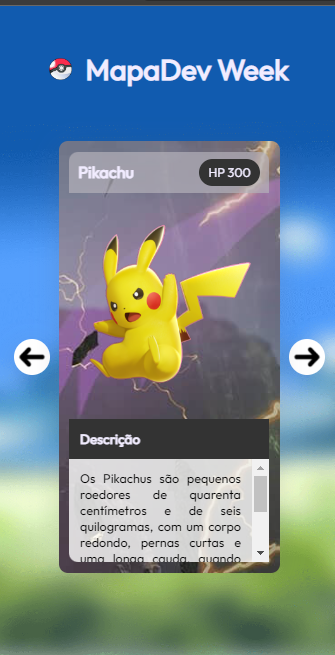 MapaDev Week
Pikachu
HP 300
Descrição
Os Pikachus são pequenos
roedores de quarenta
centímetros e de seis
quilogramas, com um corpo
redondo, pernas curtas e
uma longa cauda, quando